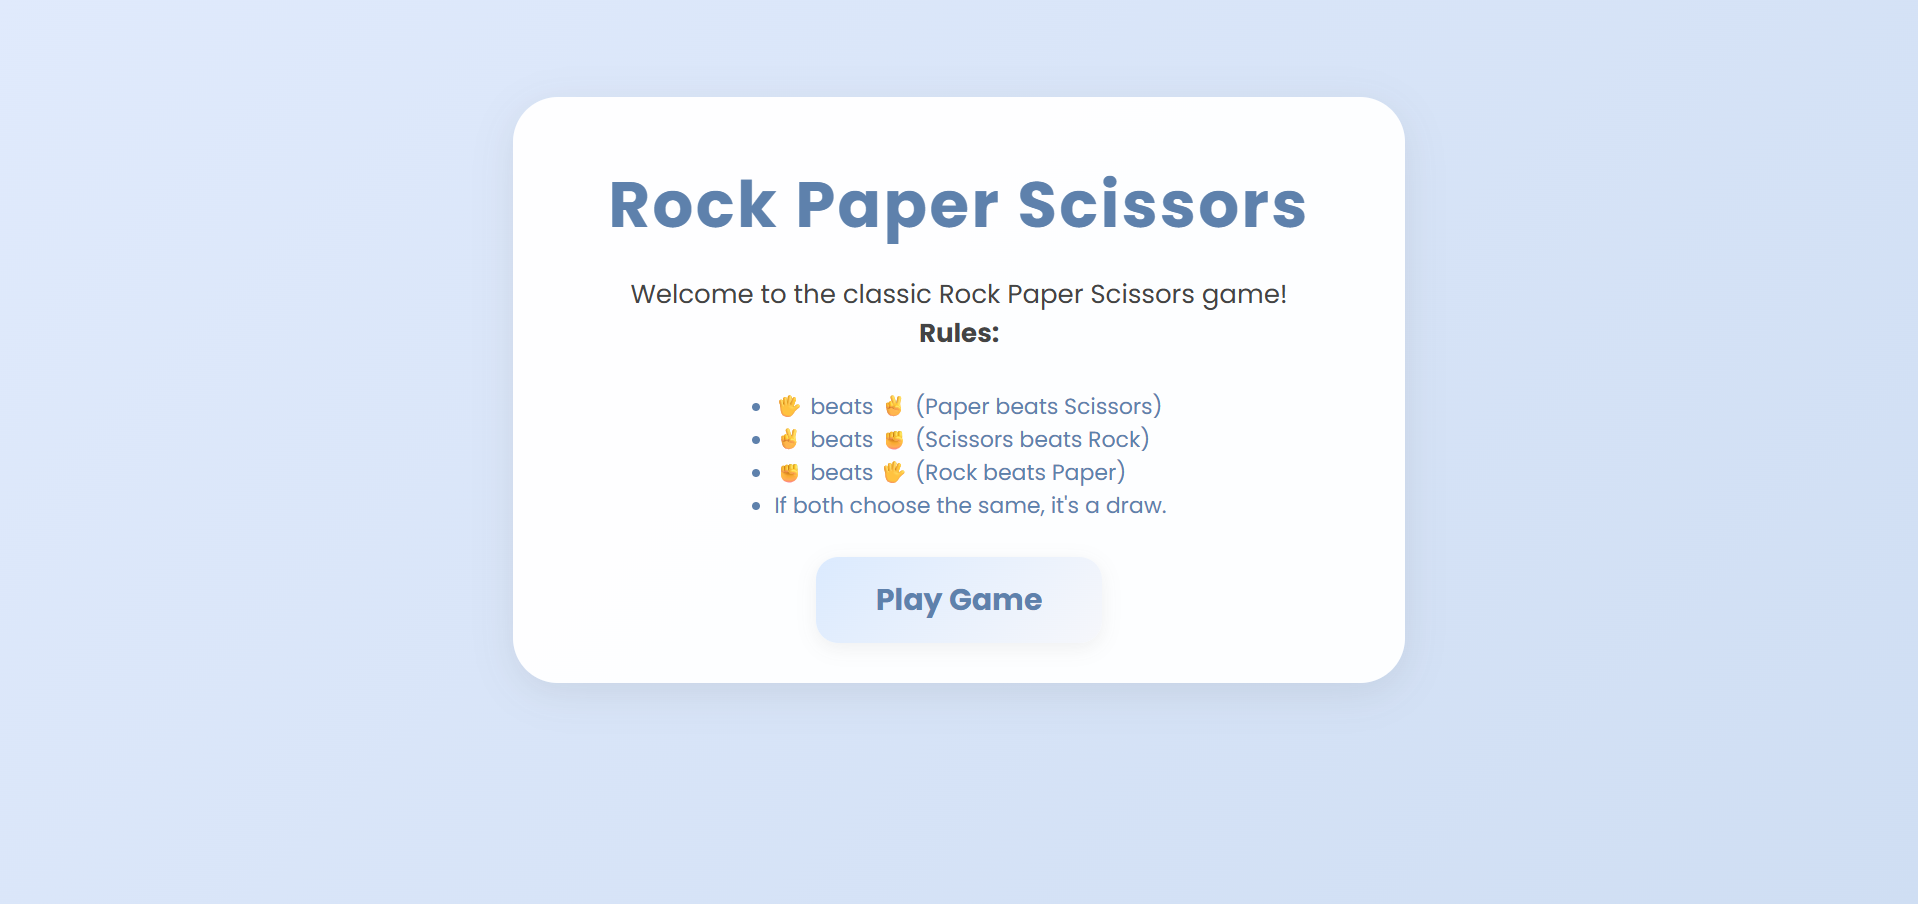 Rock Paper Scissors
Welcome to the classic Rock Paper Scissors game!
Rules:
• 🖐 beats ✌ (Paper beats Scissors)
• ✌ beats ✊ (Scissors beats Rock)
• ✊ beats 🖐 (Rock beats Paper)
• If both choose the same, it's a draw.
Play Game